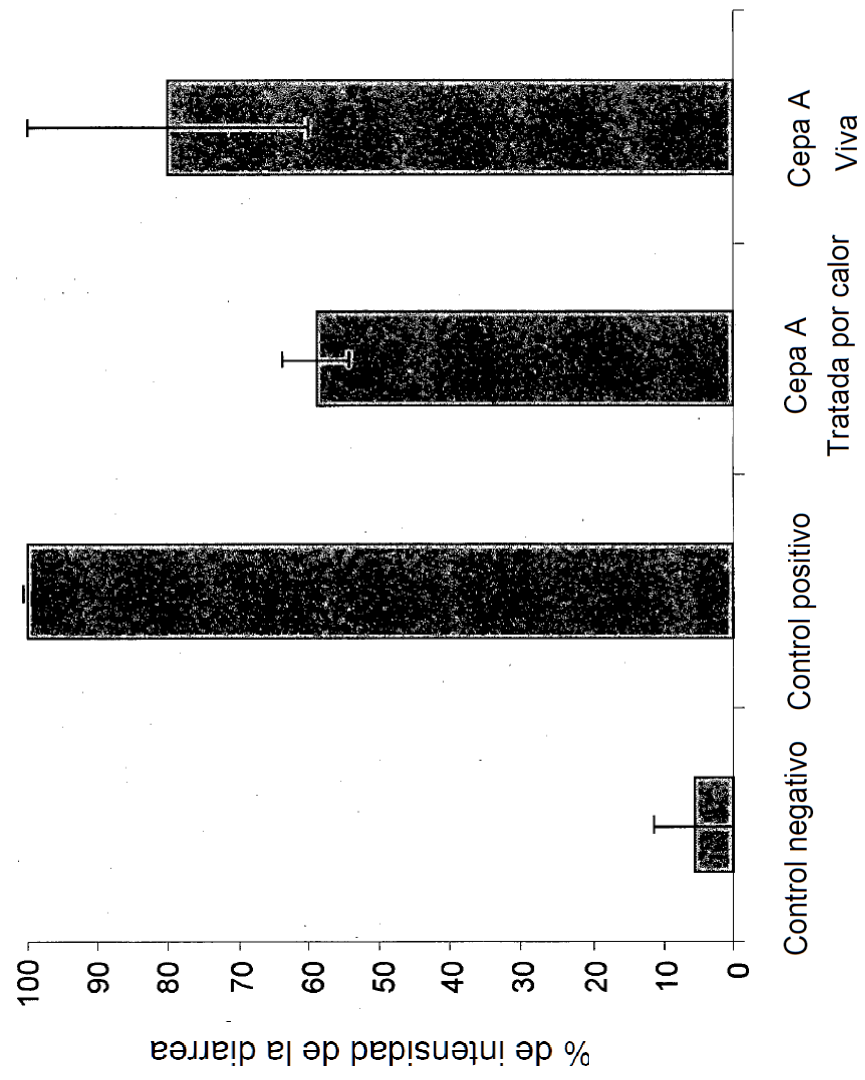 % de intensidad de la diarrea
100
90
80
70
60
50
40
30
20
10
0
Control negativo
Control positivo
Cepa A
Tratada por calor
Cepa A
Viva